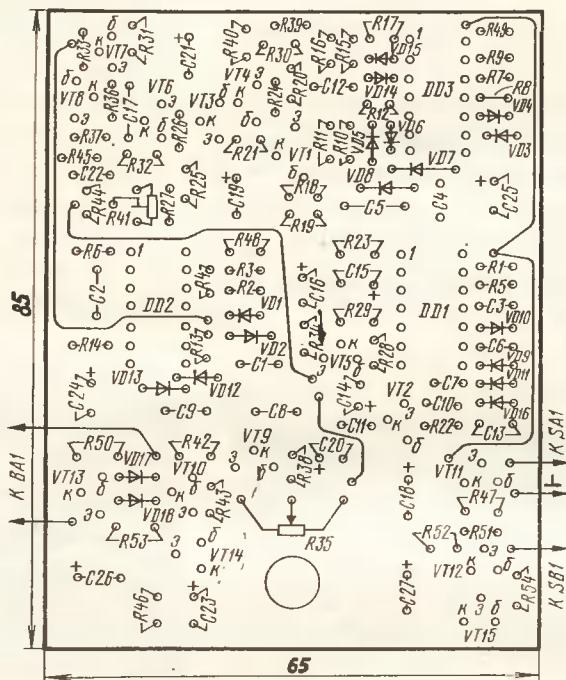 R33 б R31 C21 R40 R39 R30 R16 R15 R17 1 R49
VT7 к э VD15 R9
б VT8 к R36 C17 VT6 к б VT4 к б R24 R20 C12 VD14 DD3 R7 R8
э VT3 э R12 VD4
R37 R26 к R11 R10 VD5 VD6 VD3
R45 R32 R21 VT1 VD7
C22 R25 C19 б R18 VD8 C25
R44 R41 R27 R19 C5 C4
R6 1 R4 R48 R23 1 R1
C2 R3 C16 C15 R5
DD2 R2 R29 DD1 C3
R13 VD1 R34 VD10
R14 VD2 к б R28 C6
VD13 C1 э VT5 VD9
C24 VD12 C14 VT2 C7 VD11
C9 C8 C11 к э C10 VD16
R50 R42 VT9 C20 б R22 C13
VT13 VD17 VT10 к э б R38 C18 VT11 э б
к б VD18 к б R43 к R47
э э R35 R52 R51
R53 э б VT14 к VT12 к э б R54
C26 R46 C23 C27 к э б
VT15
К ВА1
К SA1
К SB1
85
65